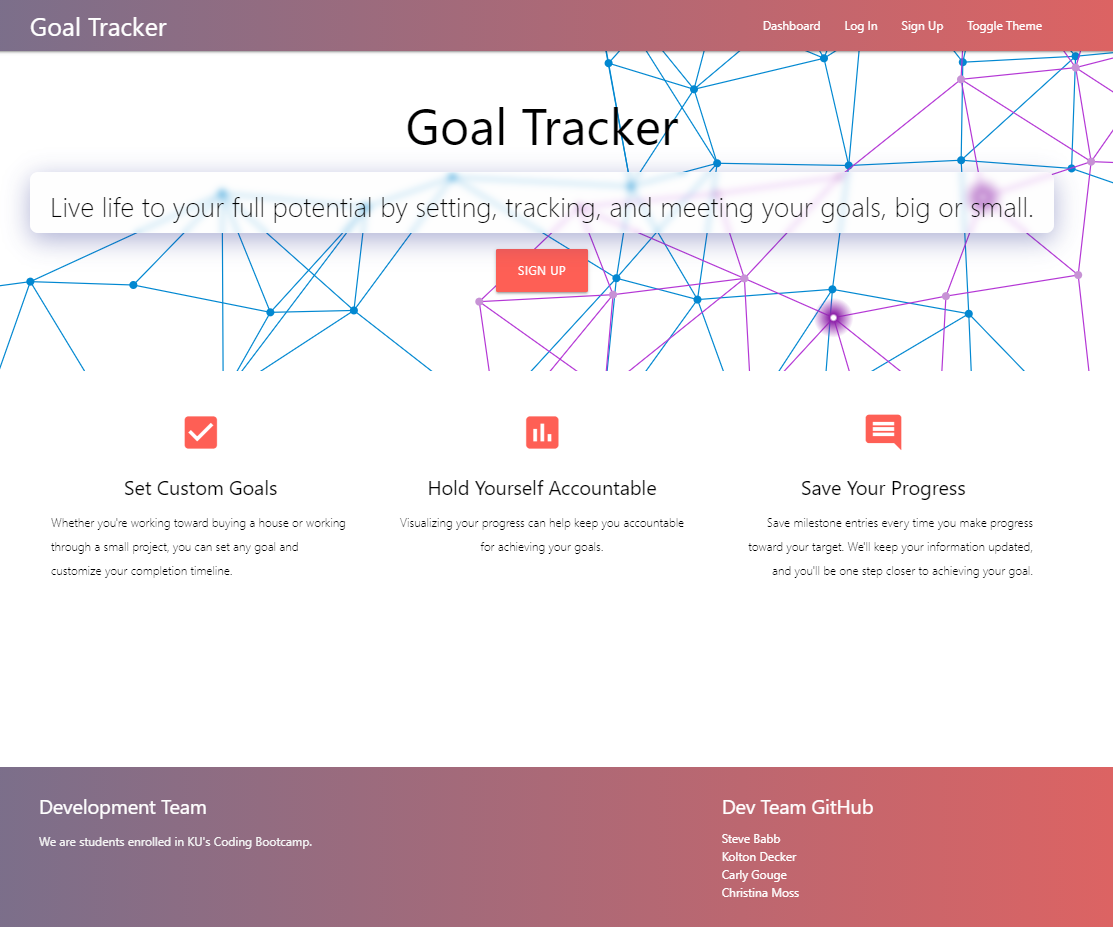 Goal Tracker
Dashboard Log In Sign Up Toggle Theme
Goal Tracker
Live life to your full potential by setting, tracking, and meeting your goals, big or small.
SIGN UP
Set Custom Goals
Whether you're working toward buying a house or working
through a small project, you can set any goal and
customize your completion timeline.
Hold Yourself Accountable
Visualizing your progress can help keep you accountable
for achieving your goals.
Save Your Progress
Save milestone entries every time you make progress
toward your target. We'll keep your information updated,
and you'll be one step closer to achieving your goal.
Development Team
We are students enrolled in KU's Coding Bootcamp.
Dev Team GitHub
Steve Babb
Kolton Decker
Carly Gouge
Christina Moss